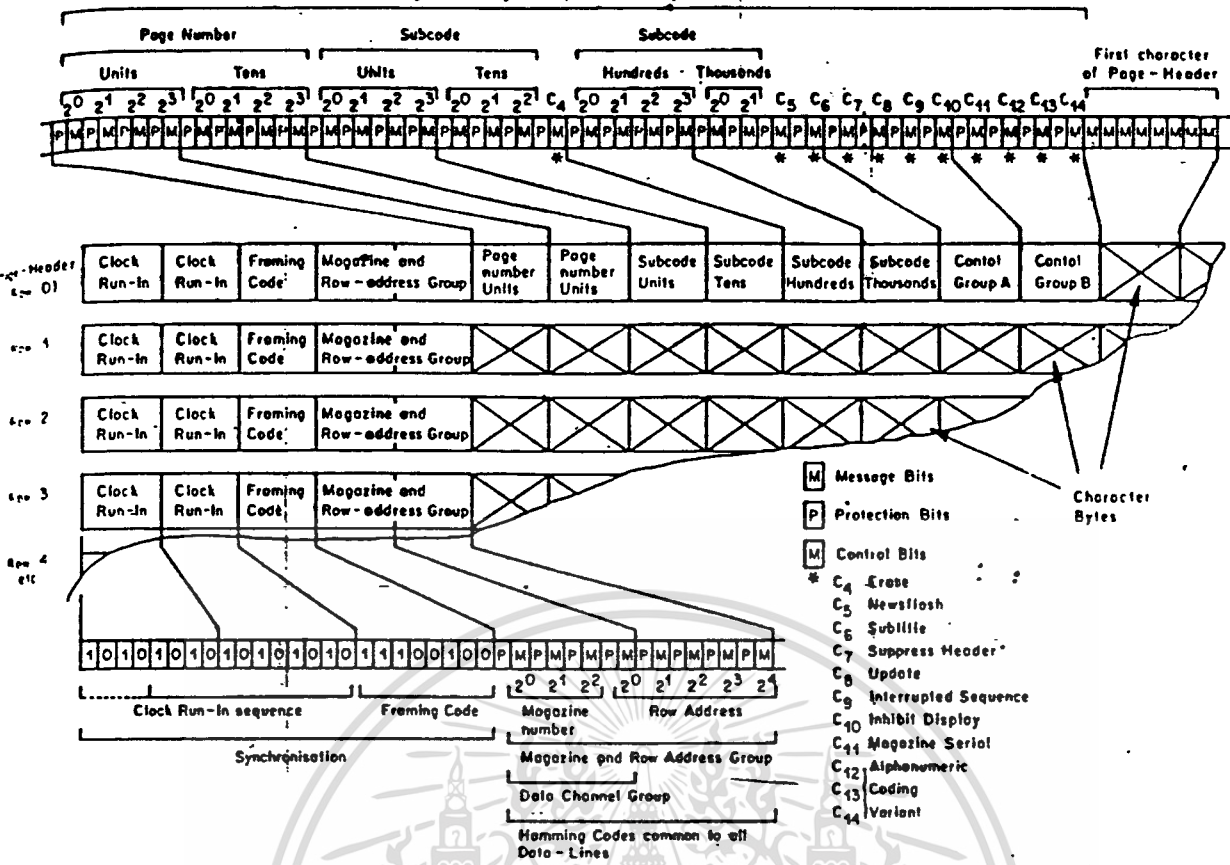 Page Number Subcode Subcode
First character of Page-Header
Units Tens Units Tens Hundreds Thousands
2⁰ 2¹ 2² 2³ 2⁰ 2¹ 2² 2³ 2⁰ 2¹ 2² 2³ 2⁰ 2¹ 2² C₄ 2⁰ 2¹ 2² 2³ 2⁰ 2¹ C₅ C₆ C₇ C₈ C₉ C₁₀ C₁₁ C₁₂ C₁₃ C₁₄
* * * * * * * * * * *
Clock Run-In Clock Run-In Framing Code Magazine and Row-address Group Page number Units Page number Units Subcode Units Subcode Tens Subcode Hundreds Subcode Thousands Contol Group A Contol Group B
Clock Run-In Clock Run-In Framing Code Magazine and Row-address Group
Row 2 Clock Run-In Clock Run-In Framing Code Magazine and Row-address Group
Row 3 Clock Run-In Clock Run-In Framing Code Magazine and Row-address Group
Row 4 etc
Character Bytes
M Message Bits
P Protection Bits
M Control Bits
*
C₄ Erase
C₅ Newsflash
C₆ Subtitle
C₇ Suppress Header
C₈ Update
C₉ Interrupted Sequence
C₁₀ Inhibit Display
C₁₁ Magazine Serial
C₁₂ Alphanumeric
C₁₃ Coding
C₁₄ Variant
1 0 1 0 1 0 1 0 1 0 1 0 1 0 1 0 1 1 1 0 0 1 0 0 P M P M P M P M P M P M P M P M
2⁰ 2¹ 2² 2⁰ 2¹ 2² 2³ 2⁴
Clock Run-In sequence Framing Code Magazine number Row Address
Synchronisation
Magazine and Row Address Group
Data Channel Group
Hamming Codes common to all Data-Lines